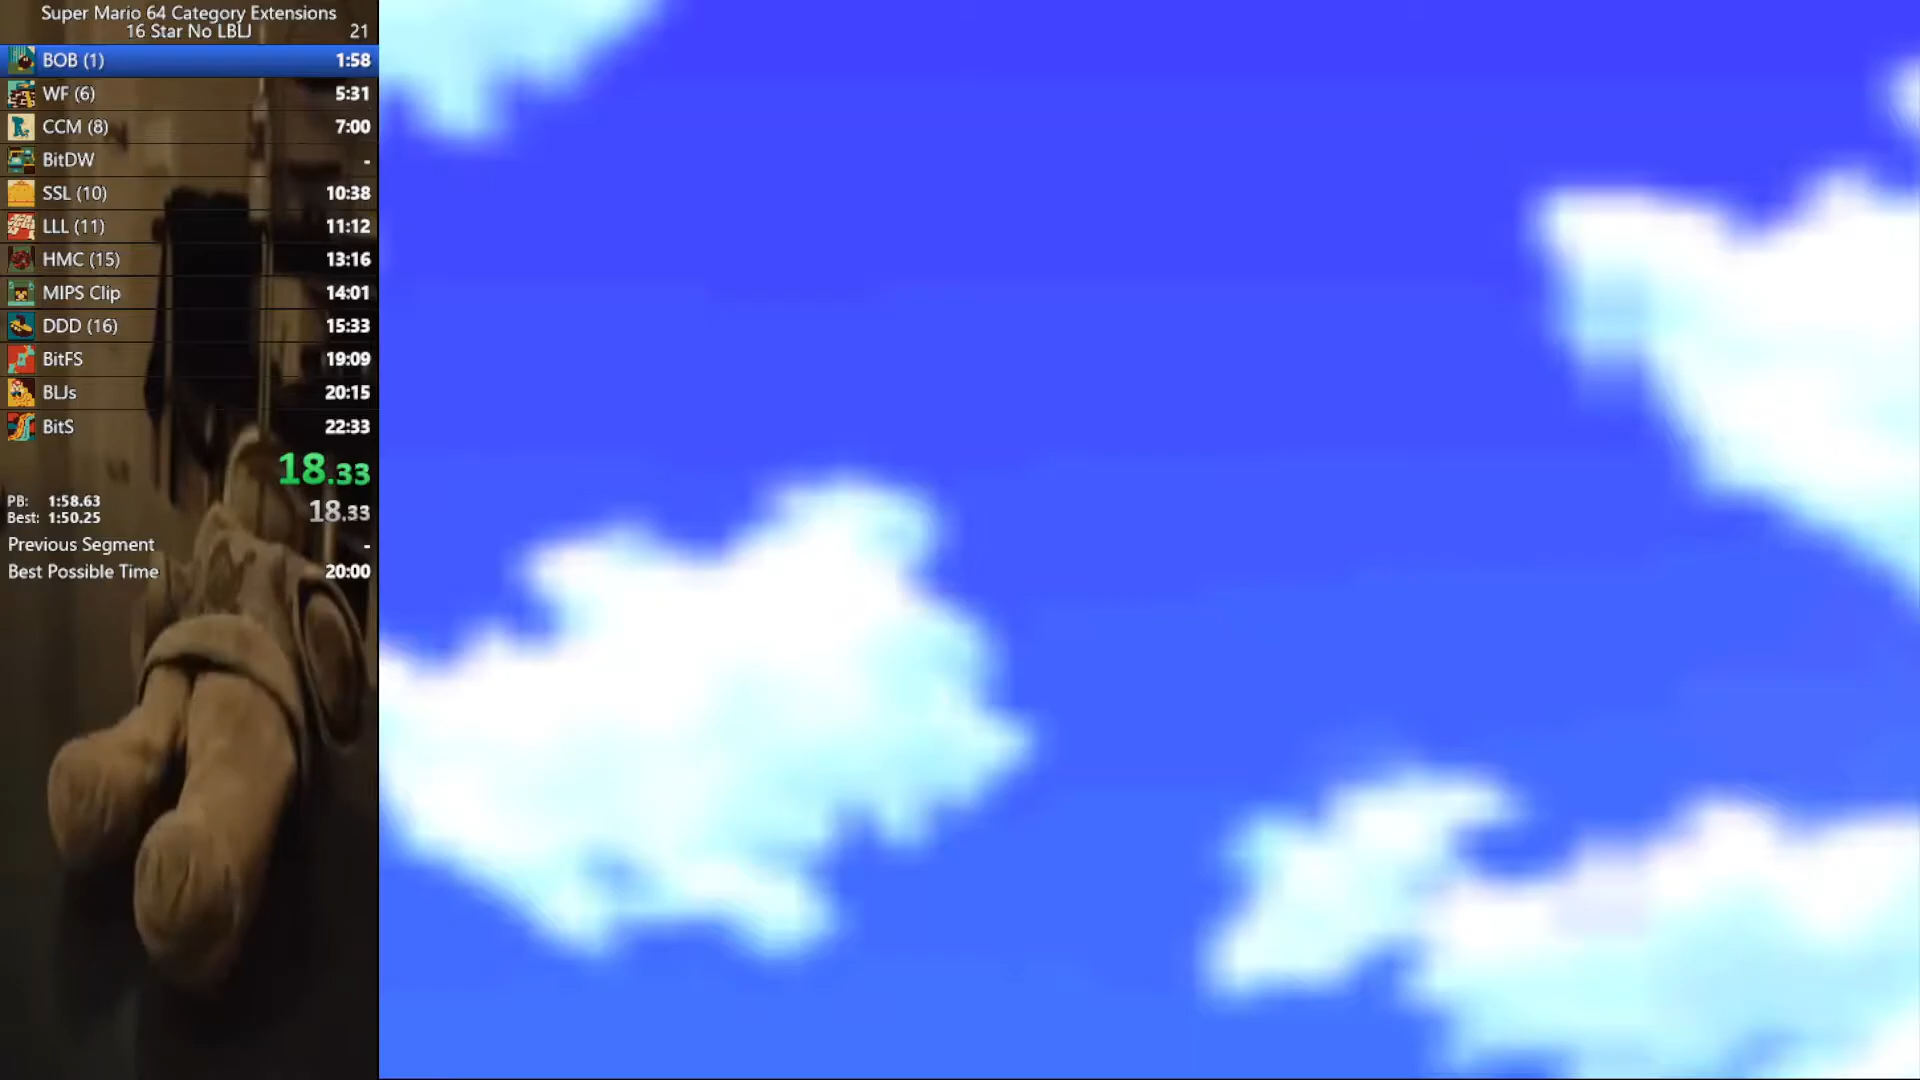 Super Mario 64 Category Extensions
16 Star No LBLJ 21
BOB (1) 1:58
WF (6) 5:31
CCM (8) 7:00
BitDW -
SSL (10) 10:38
LLL (11) 11:12
HMC (15) 13:16
MIPS Clip 14:01
DDD (16) 15:33
BitFS 19:09
BLJs 20:15
BitS 22:33
18.33
PB: 1:58.63
Best: 1:50.25
18.33
Previous Segment -
Best Possible Time 20:00